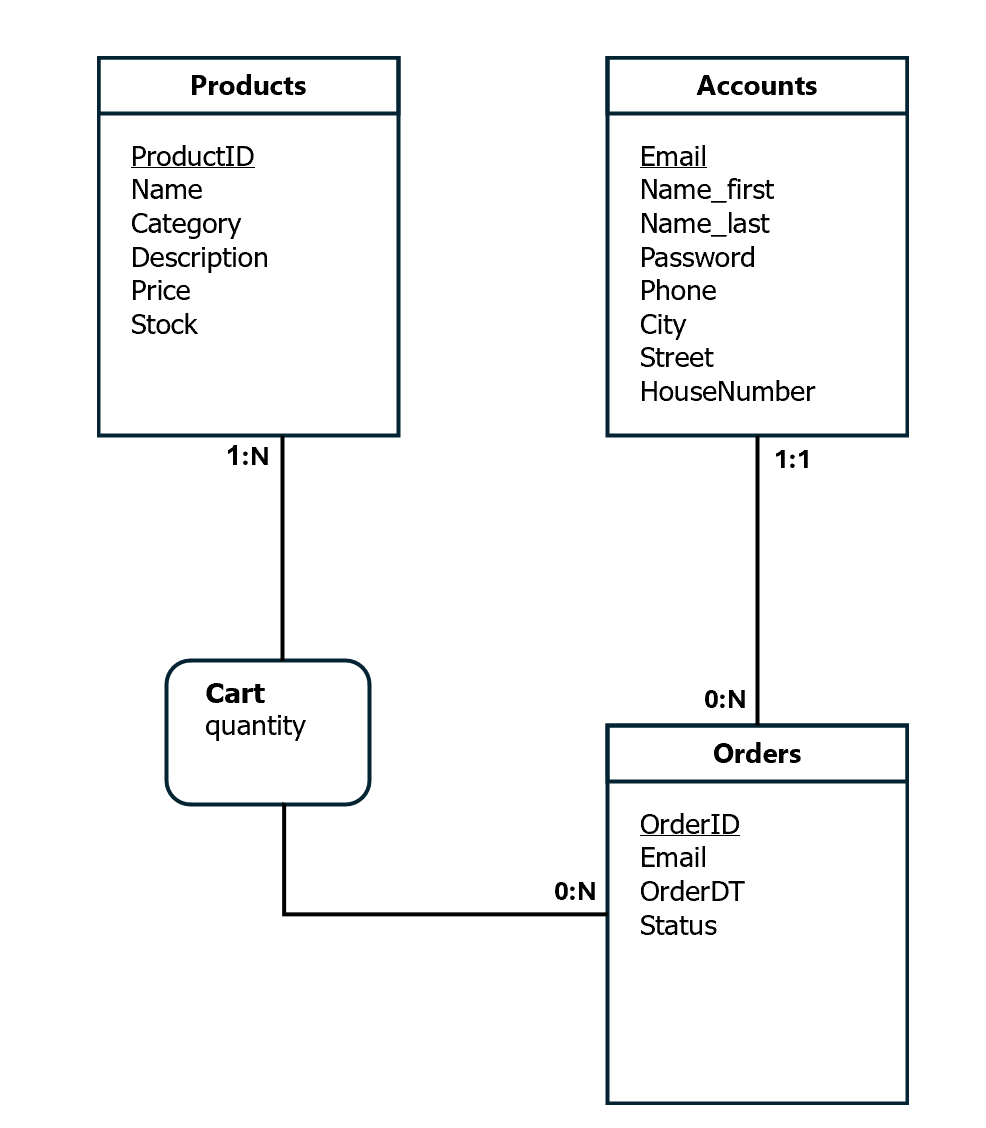 Products
ProductID
Name
Category
Description
Price
Stock
Accounts
Email
Name_first
Name_last
Password
Phone
City
Street
HouseNumber
1:N
1:1
Cart
quantity
0:N
Orders
OrderID
Email
OrderDT
Status
0:N